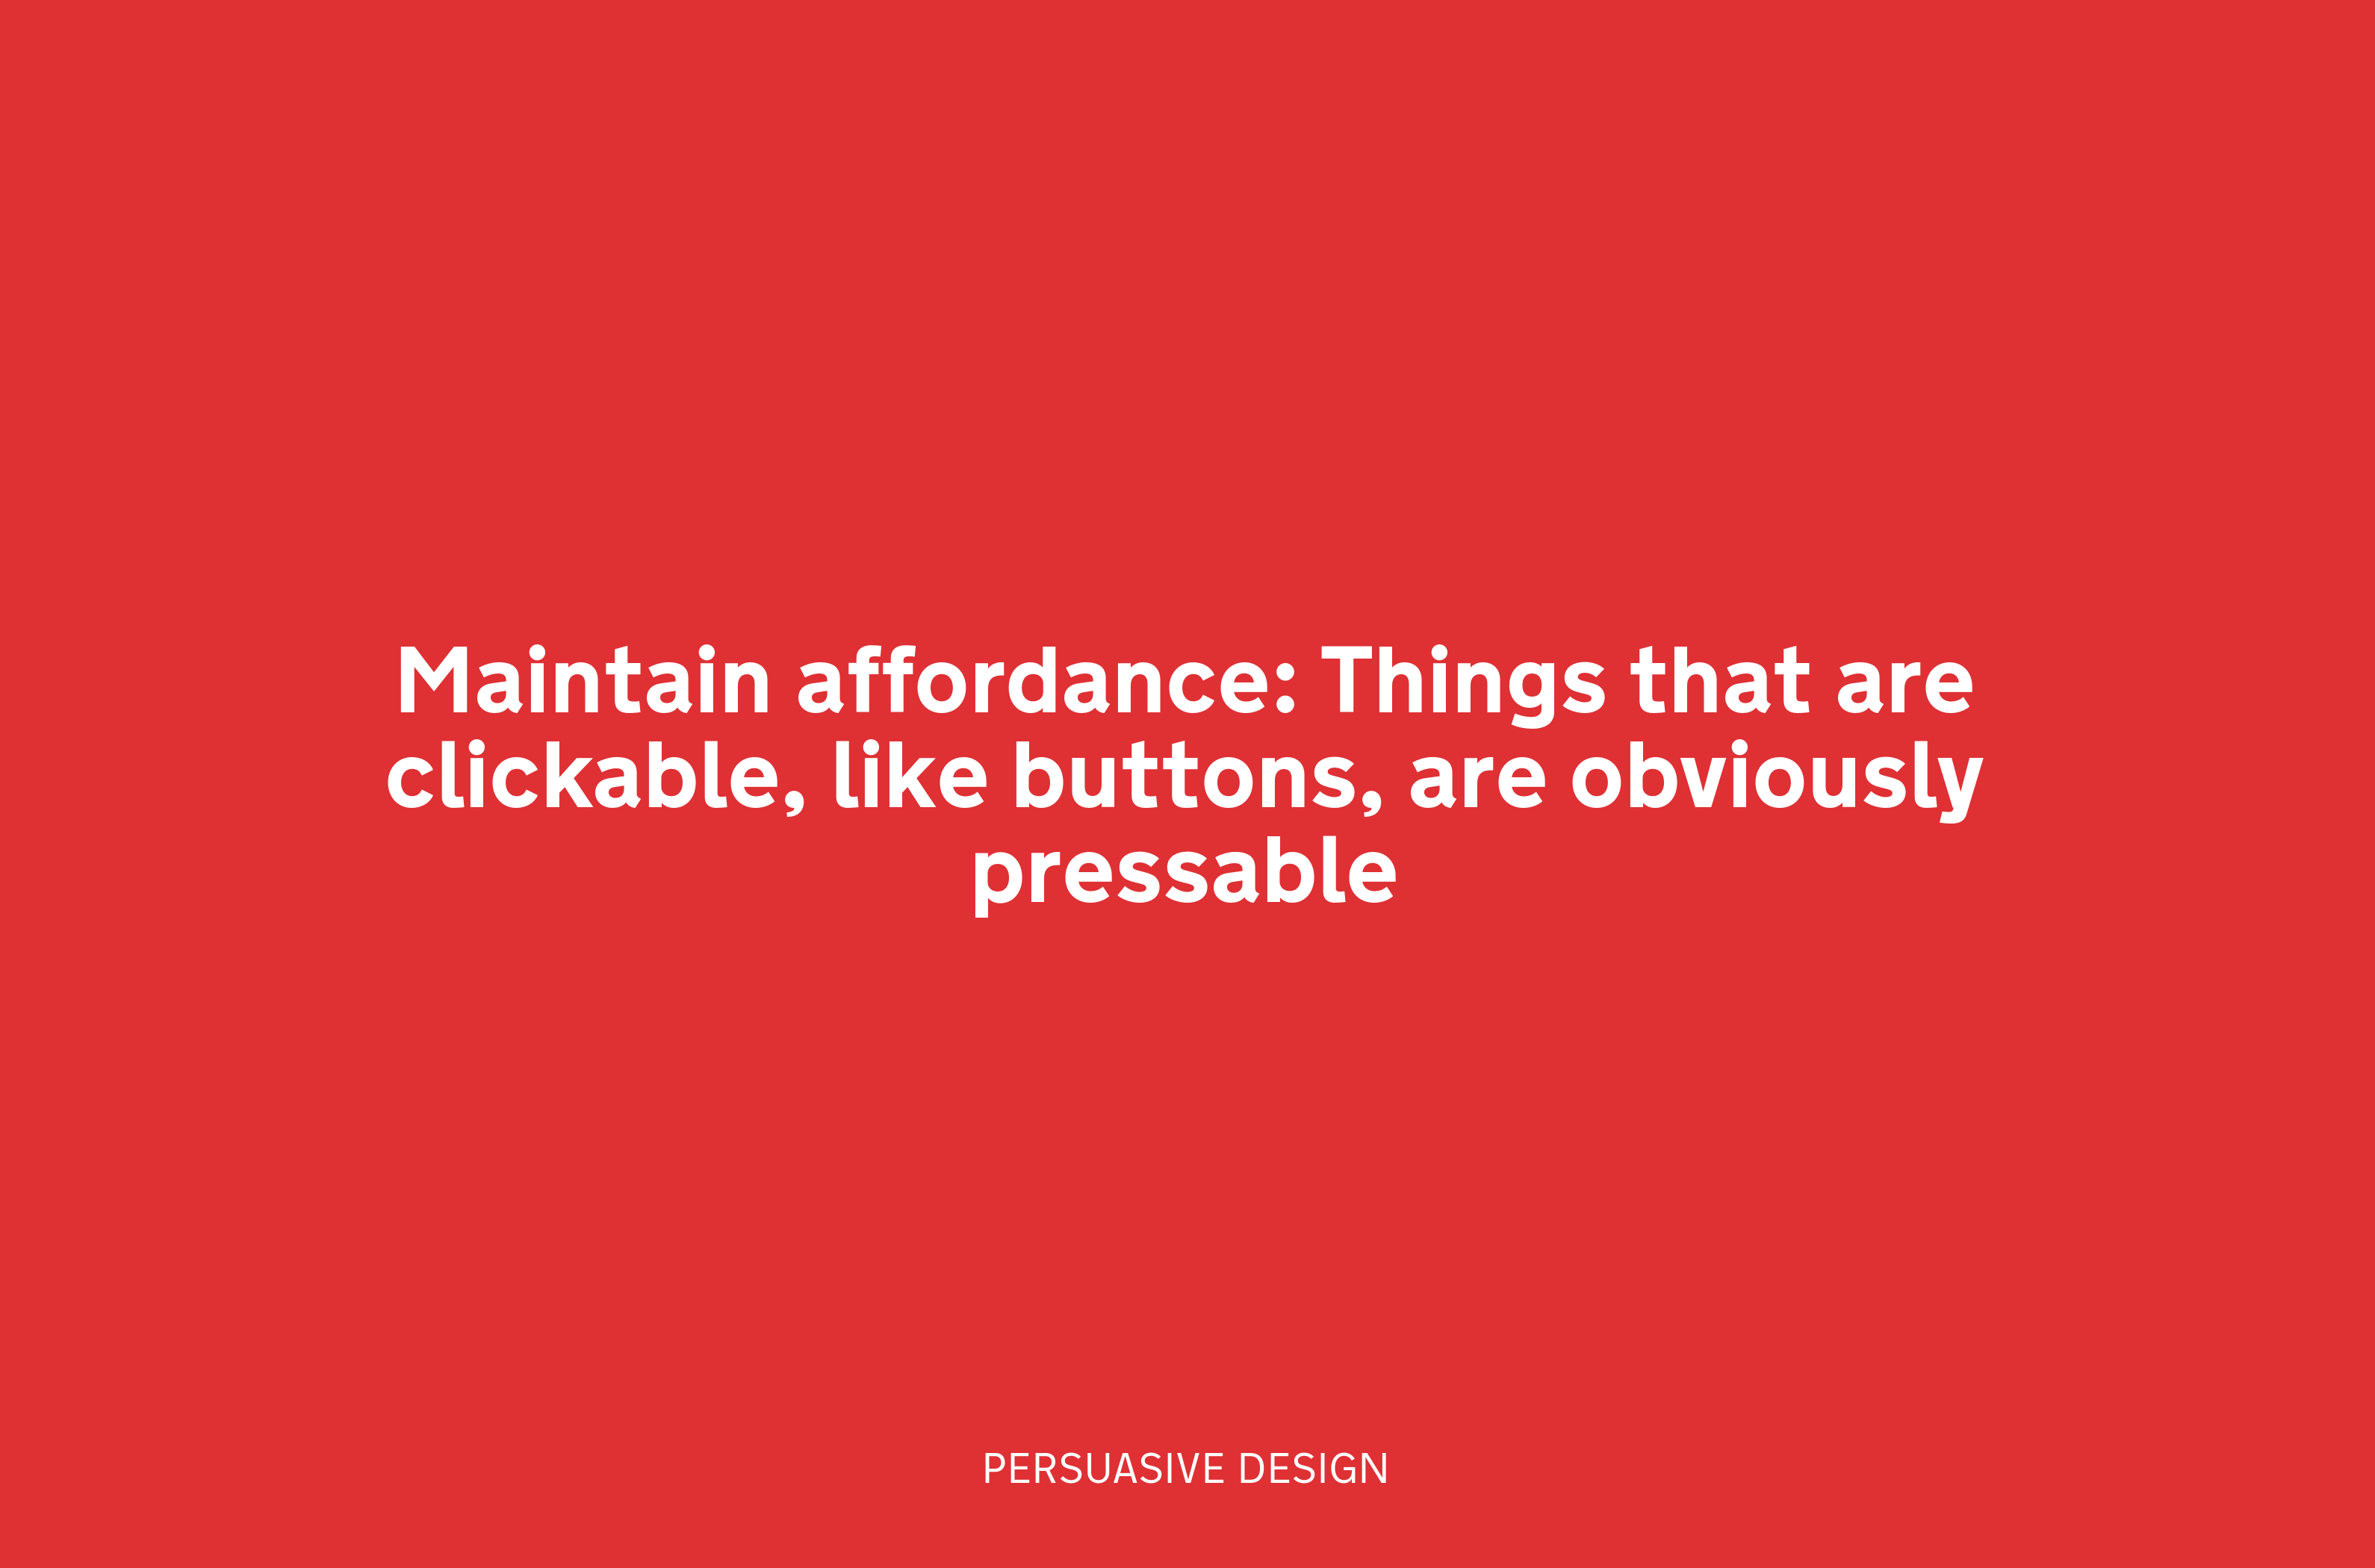 Maintain affordance: Things that are
clickable, like buttons, are obviously
pressable
PERSUASIVE DESIGN